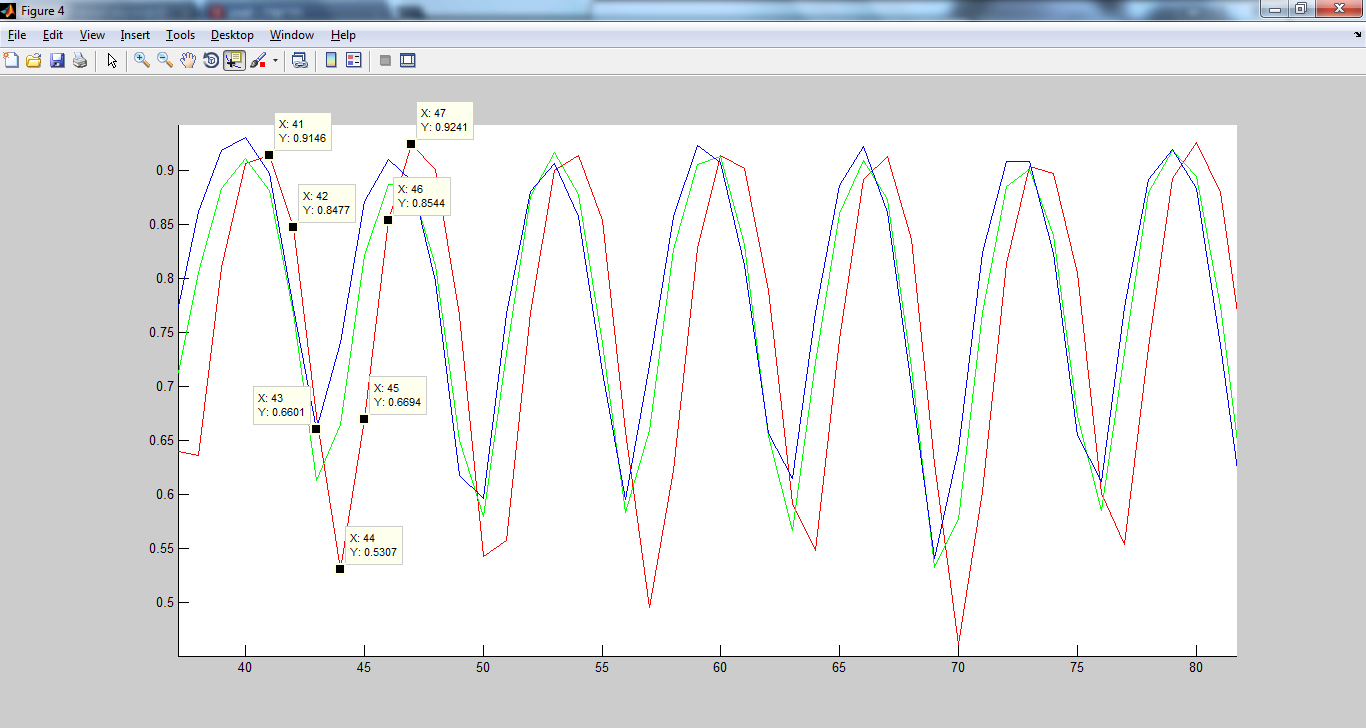 Figure 4
File Edit View Insert Tools Desktop Window Help
X: 41
Y: 0.9146
X: 47
Y: 0.9241
X: 42
Y: 0.8477
X: 46
Y: 0.8544
X: 43
Y: 0.6601
X: 45
Y: 0.6694
X: 44
Y: 0.5307
0.9
0.85
0.8
0.75
0.7
0.65
0.6
0.55
0.5
40 45 50 55 60 65 70 75 80